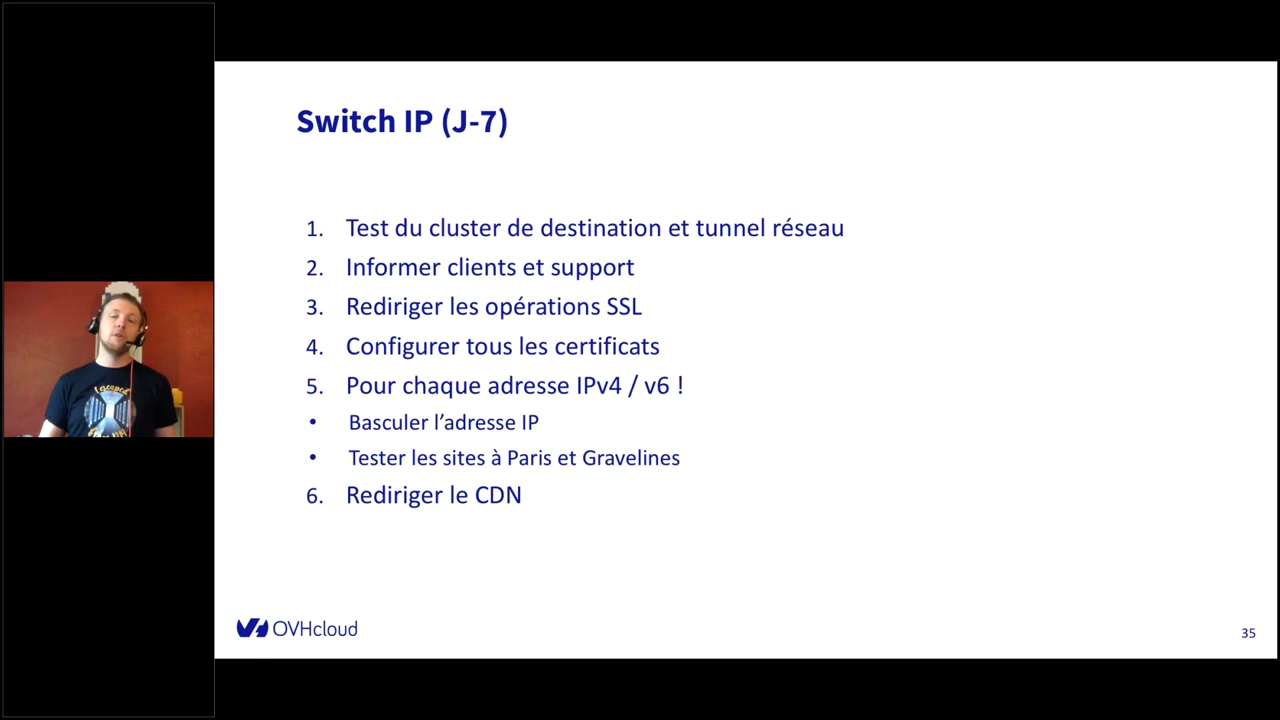 Switch IP (J-7)
1. Test du cluster de destination et tunnel réseau
2. Informer clients et support
3. Rediriger les opérations SSL
4. Configurer tous les certificats
5. Pour chaque adresse IPv4 / v6 !
• Basculer l’adresse IP
• Tester les sites à Paris et Gravelines
6. Rediriger le CDN
I escaped
OVHcloud
35